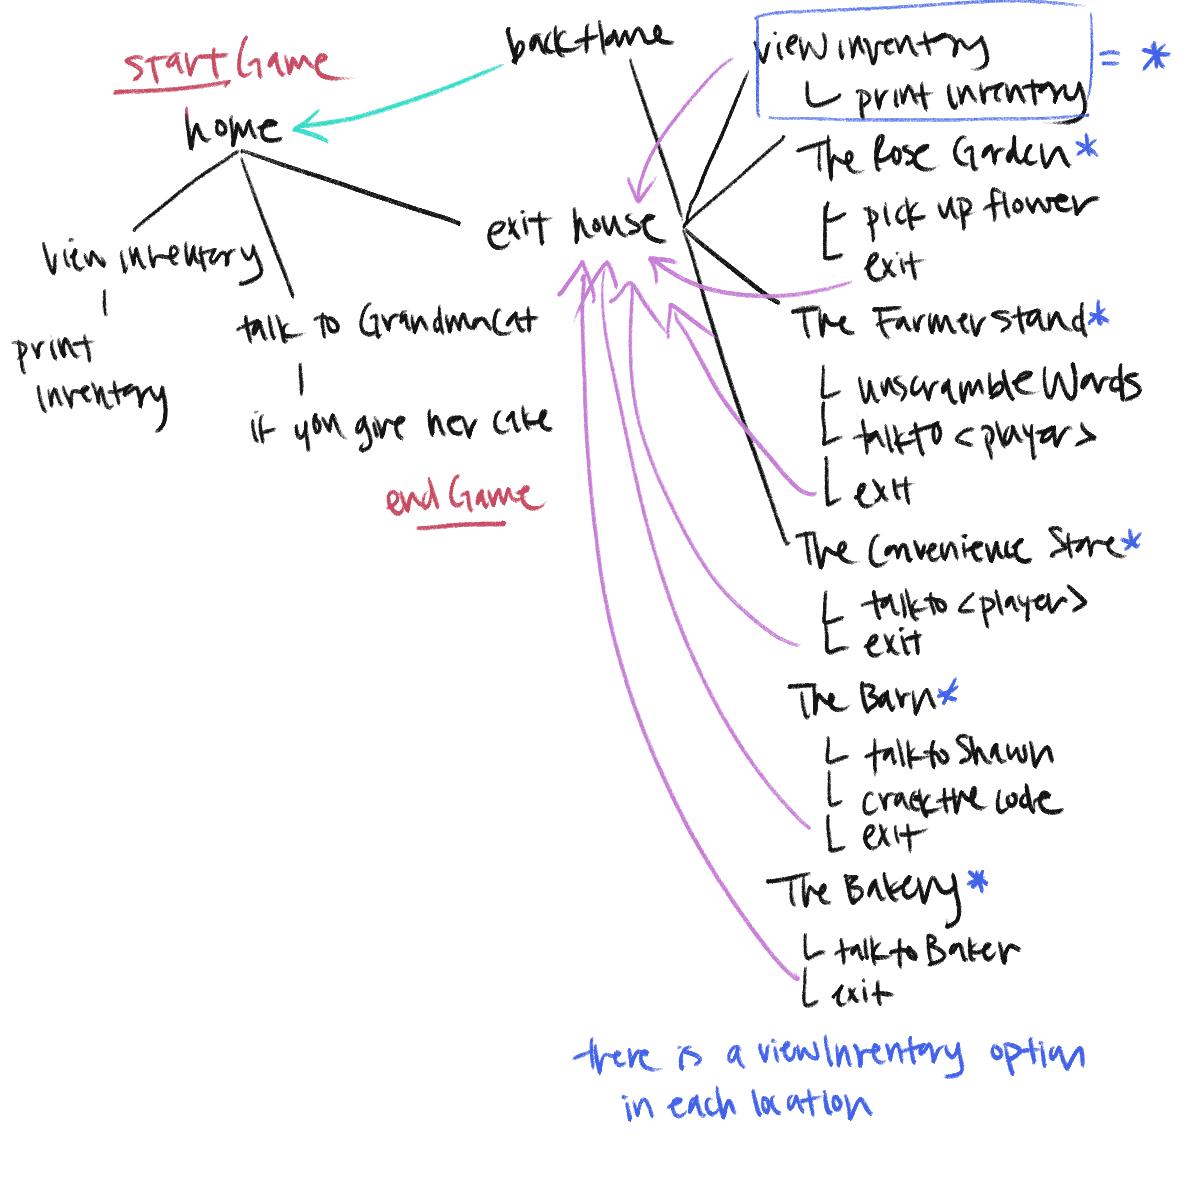 startGame
home
view inventory
print
inventory
talk to Grandmacat
if you give her cake
endGame
back home
exit house
view inventory
print inventory
= *
The Rose Garden*
pick up flower
exit
The Farmerstand*
unscrambleWords
talkto <player>
exit
The Convenience Store*
talkto <player>
exit
The Barn*
talkto Shawn
crackthe code
exit
The Bakery*
talkto Baker
exit
there is a viewInventory option
in each location